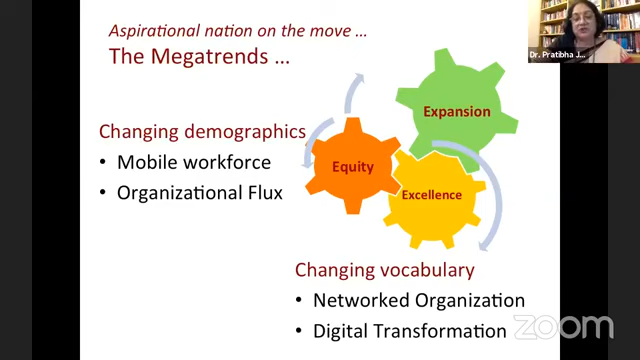 Aspirational nation on the move …
The Megatrends …
Dr. Pratibha J...
Expansion
Changing demographics
• Mobile workforce
• Organizational Flux
Equity
Excellence
Changing vocabulary
• Networked Organization
• Digital Transformation
zoom